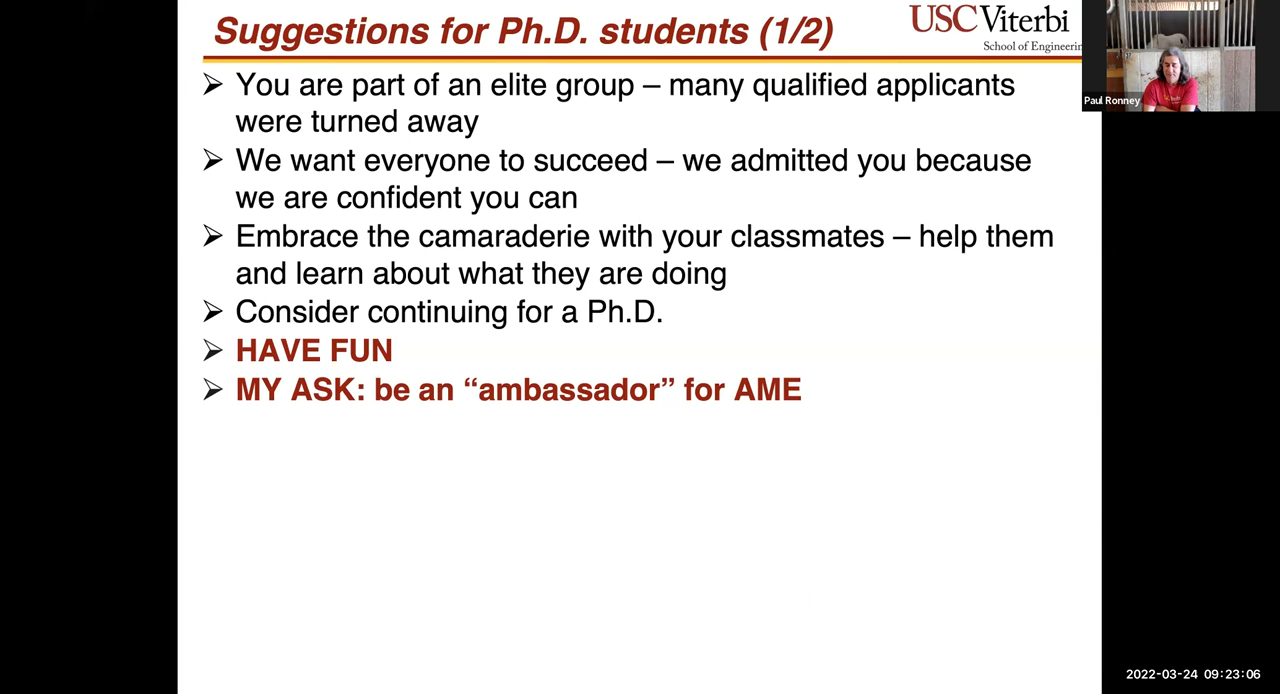 Suggestions for Ph.D. students (1/2)
USC Viterbi
School of Engineerin
Paul Ronney
➢ You are part of an elite group – many qualified applicants
were turned away
➢ We want everyone to succeed – we admitted you because
we are confident you can
➢ Embrace the camaraderie with your classmates – help them
and learn about what they are doing
➢ Consider continuing for a Ph.D.
➢ HAVE FUN
➢ MY ASK: be an “ambassador” for AME
2022-03-24 09:23:06